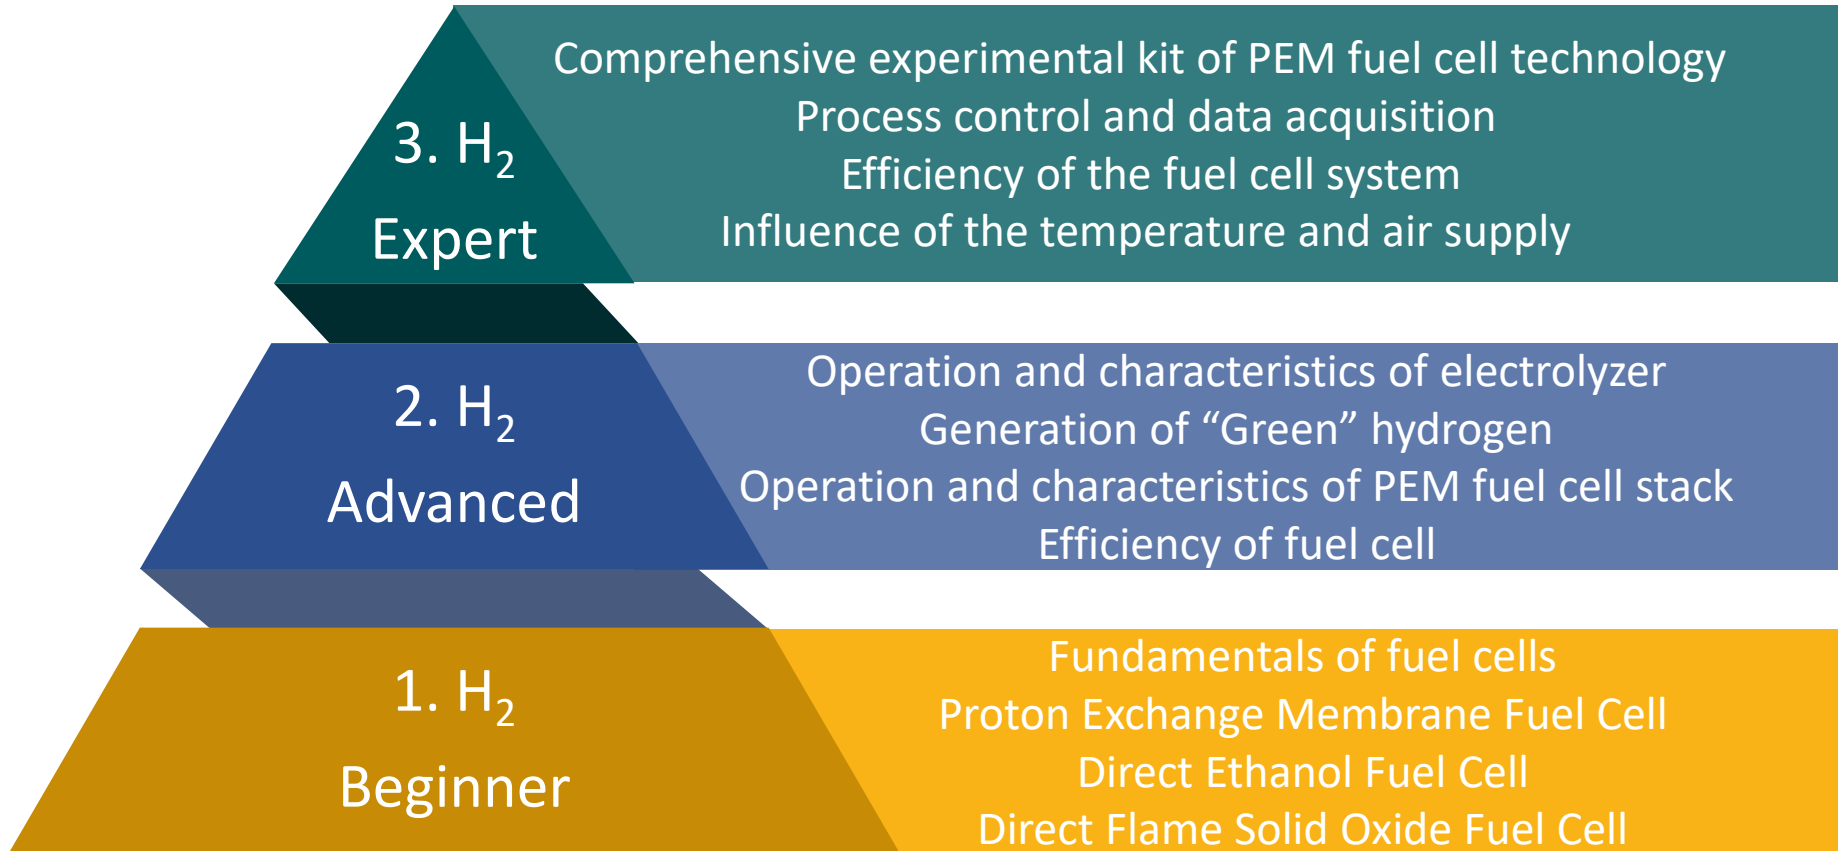 3. H₂
Expert
Comprehensive experimental kit of PEM fuel cell technology
Process control and data acquisition
Efficiency of the fuel cell system
Influence of the temperature and air supply
2. H₂
Advanced
Operation and characteristics of electrolyzer
Generation of “Green” hydrogen
Operation and characteristics of PEM fuel cell stack
Efficiency of fuel cell
1. H₂
Beginner
Fundamentals of fuel cells
Proton Exchange Membrane Fuel Cell
Direct Ethanol Fuel Cell
Direct Flame Solid Oxide Fuel Cell